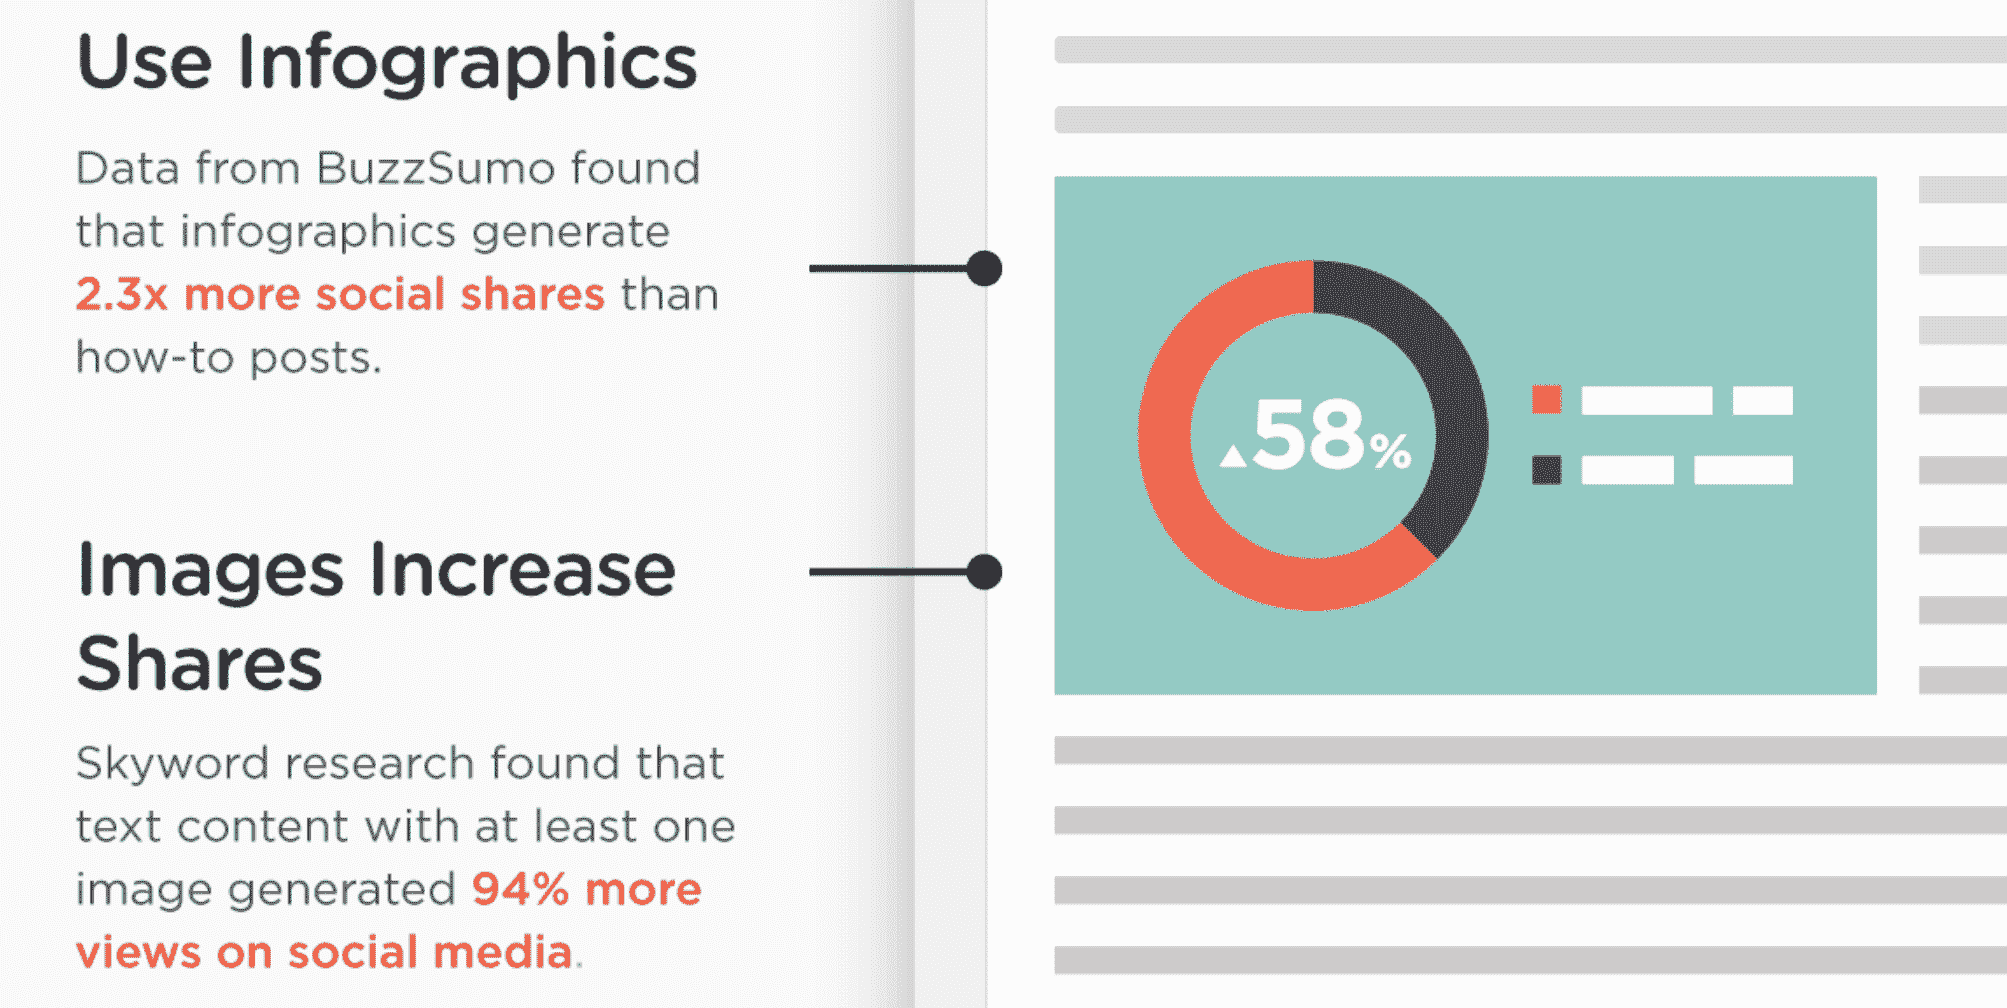 Use Infographics
Data from BuzzSumo found
that infographics generate
2.3x more social shares than
how-to posts.
Images Increase
Shares
Skyword research found that
text content with at least one
image generated 94% more
views on social media.
▲58%